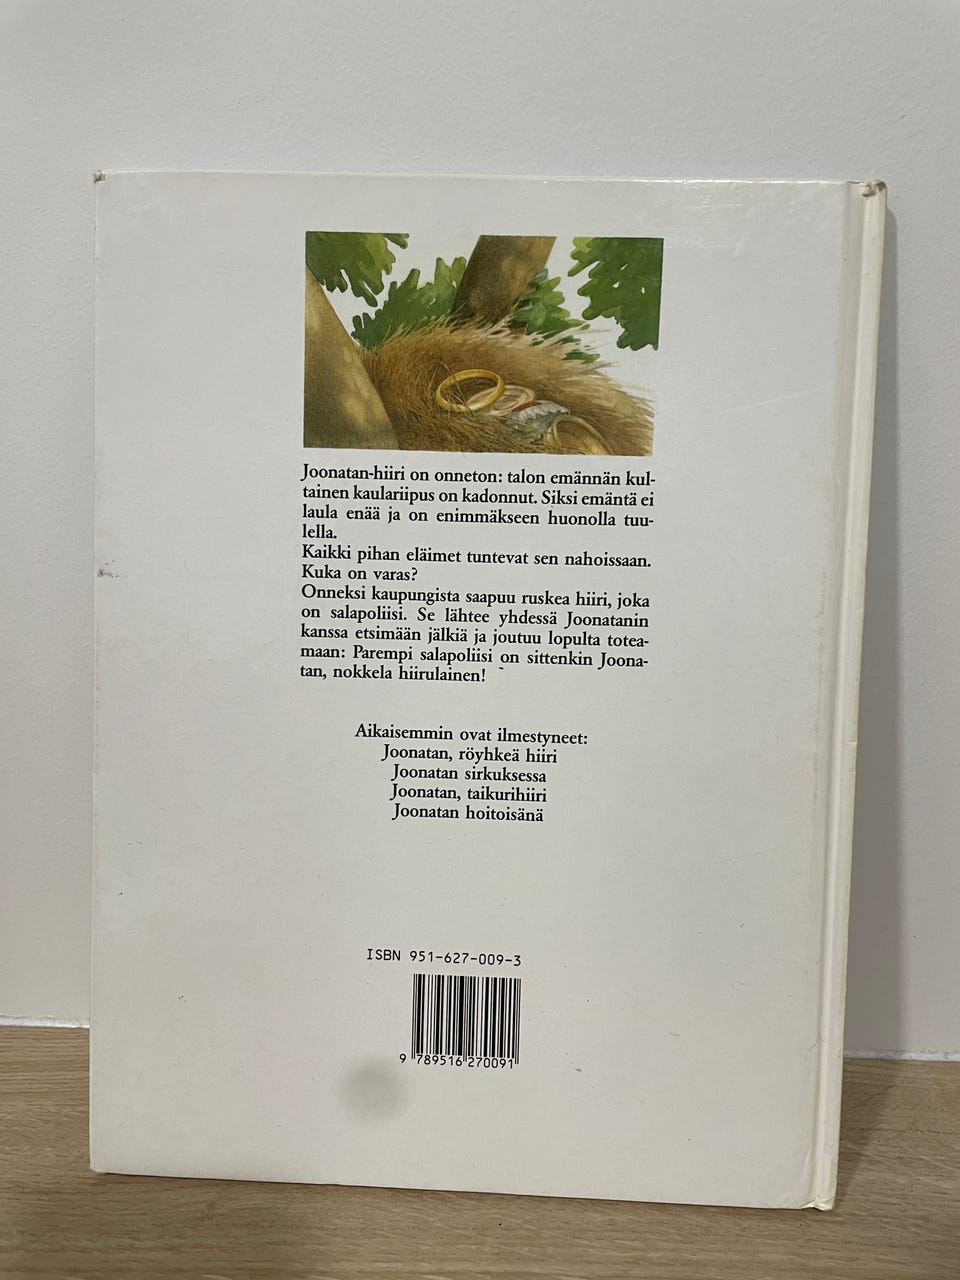 Joonatan-hiiri on onneton: talon emännän kul-
tainen kaulariipus on kadonnut. Siksi emäntä ei
laula enää ja on enimmäkseen huonolla tuu-
lella.
Kaikki pihan eläimet tuntevat sen nahoissaan.
Kuka on varas?
Onneksi kaupungista saapuu ruskea hiiri, joka
on salapoliisi. Se lähtee yhdessä Joonatanin
kanssa etsimään jälkiä ja joutuu lopulta totea-
maan: Parempi salapoliisi on sittenkin Joona-
tan, nokkela hiirulainen!
Aikaisemmin ovat ilmestyneet:
Joonatan, röyhkeä hiiri
Joonatan sirkuksessa
Joonatan, taikurihiiri
Joonatan hoitoisänä
ISBN 951-627-009-3
9 789516 270091